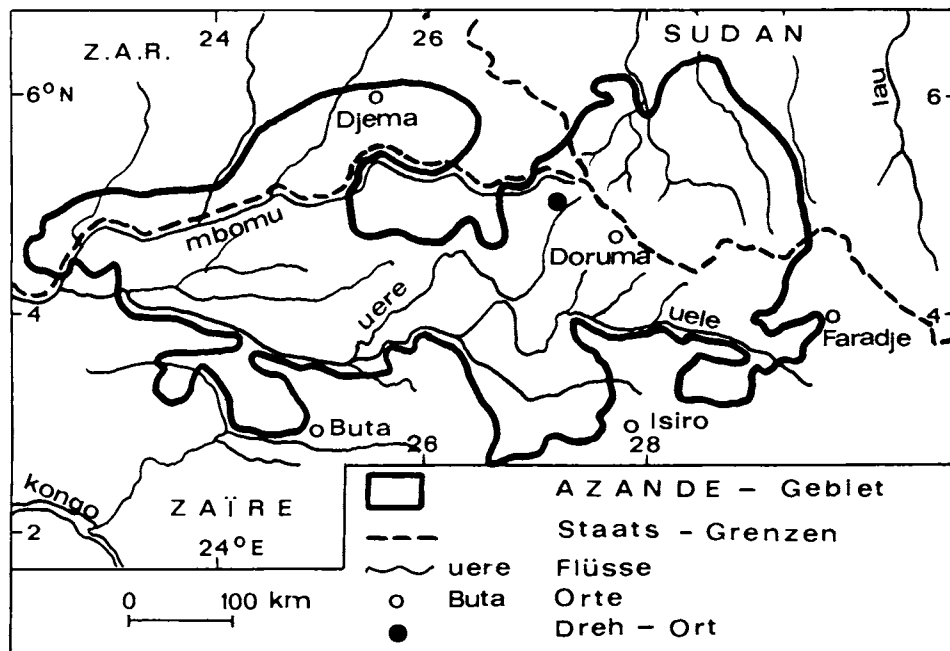 24
26
SUDAN
Z.A.R.
6° N
6
lau
Djema
mbomu
Doruma
4
uere
uele
4
Faradje
Buta
Isiro
26
28
kongo
ZAÏRE
2
24° E
0 100 km
AZANDE – Gebiet
Staats – Grenzen
uere Flüsse
Buta Orte
Dreh – Ort